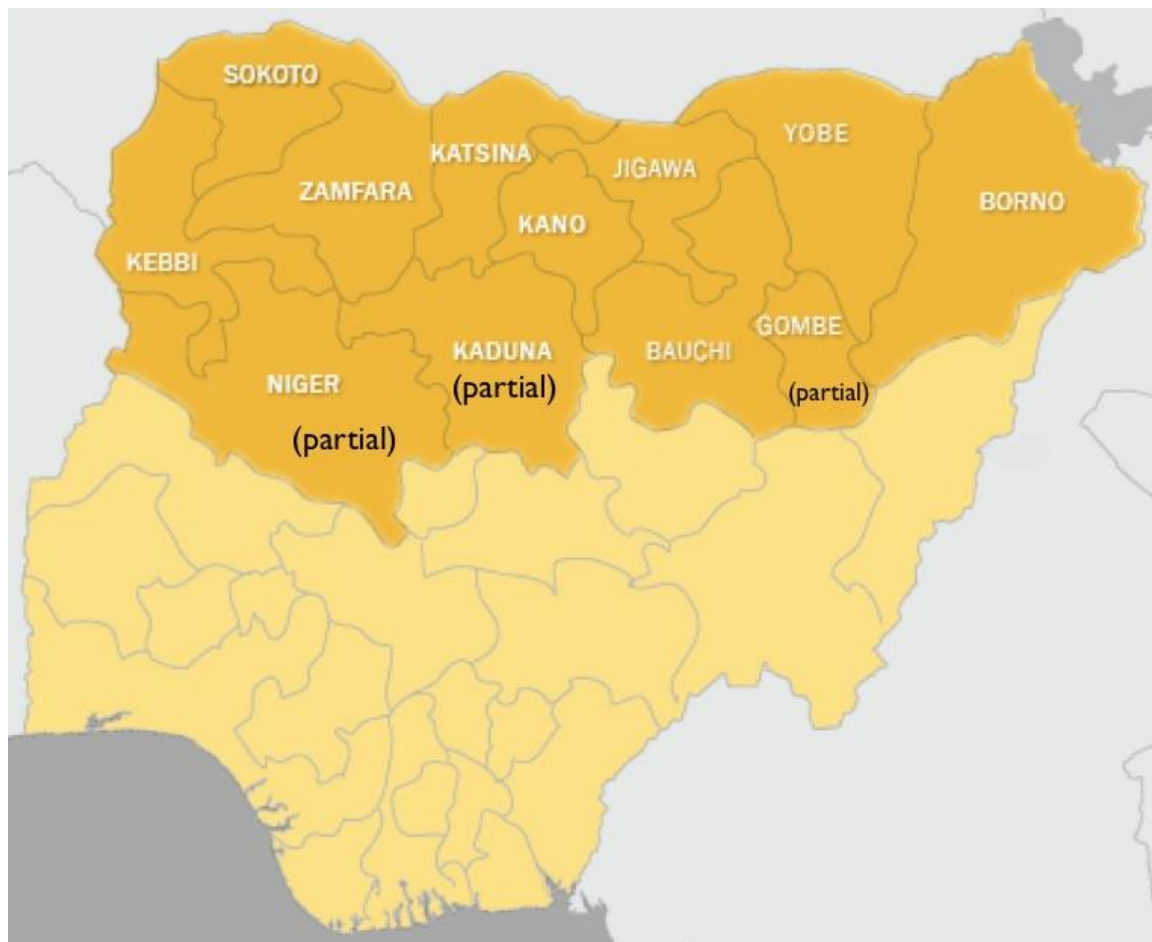 SOKOTO
YOBE
KATSINA
JIGAWA
ZAMFARA
BORNO
KANO
KEBBI
GOMBE
KADUNA
BAUCHI
NIGER
(partial)
(partial)
(partial)